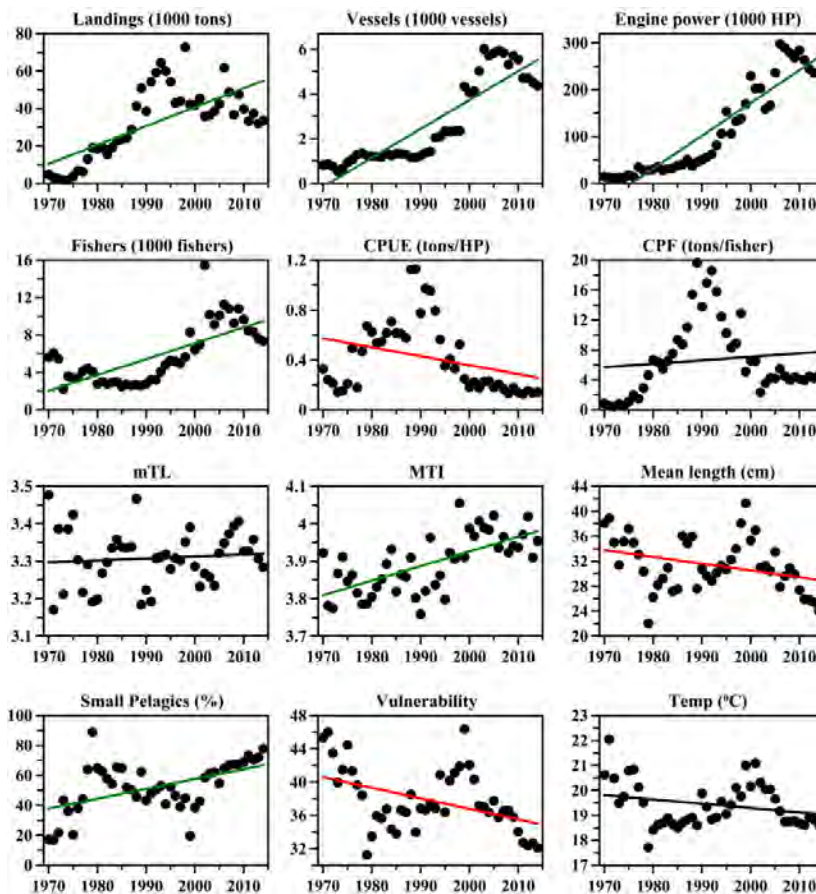 Landings (1000 tons) Vessels (1000 vessels) Engine power (1000 HP)
80 6 300
60 4 200
40 2 100
20
0 0 0
1970 1980 1990 2000 2010 1970 1980 1990 2000 2010 1970 1980 1990 2000 2010
Fishers (1000 fishers) CPUE (tons/HP) CPF (tons/fisher)
16 1.2 20
12 0.8 16
8 0.4 12
4 0 8
0 4
0
1970 1980 1990 2000 2010 1970 1980 1990 2000 2010 1970 1980 1990 2000 2010
mTL MTI Mean length (cm)
3.5 4.1 44
3.4 4.0 40
3.3 3.9 36
3.2 3.8 32
3.1 3.7 28
24
20
1970 1980 1990 2000 2010 1970 1980 1990 2000 2010 1970 1980 1990 2000 2010
Small Pelagics (%) Vulnerability Temp (ºC)
100 48 23
80 44 22
60 40 21
40 36 20
20 32 19
0 18
17
1970 1980 1990 2000 2010 1970 1980 1990 2000 2010 1970 1980 1990 2000 2010